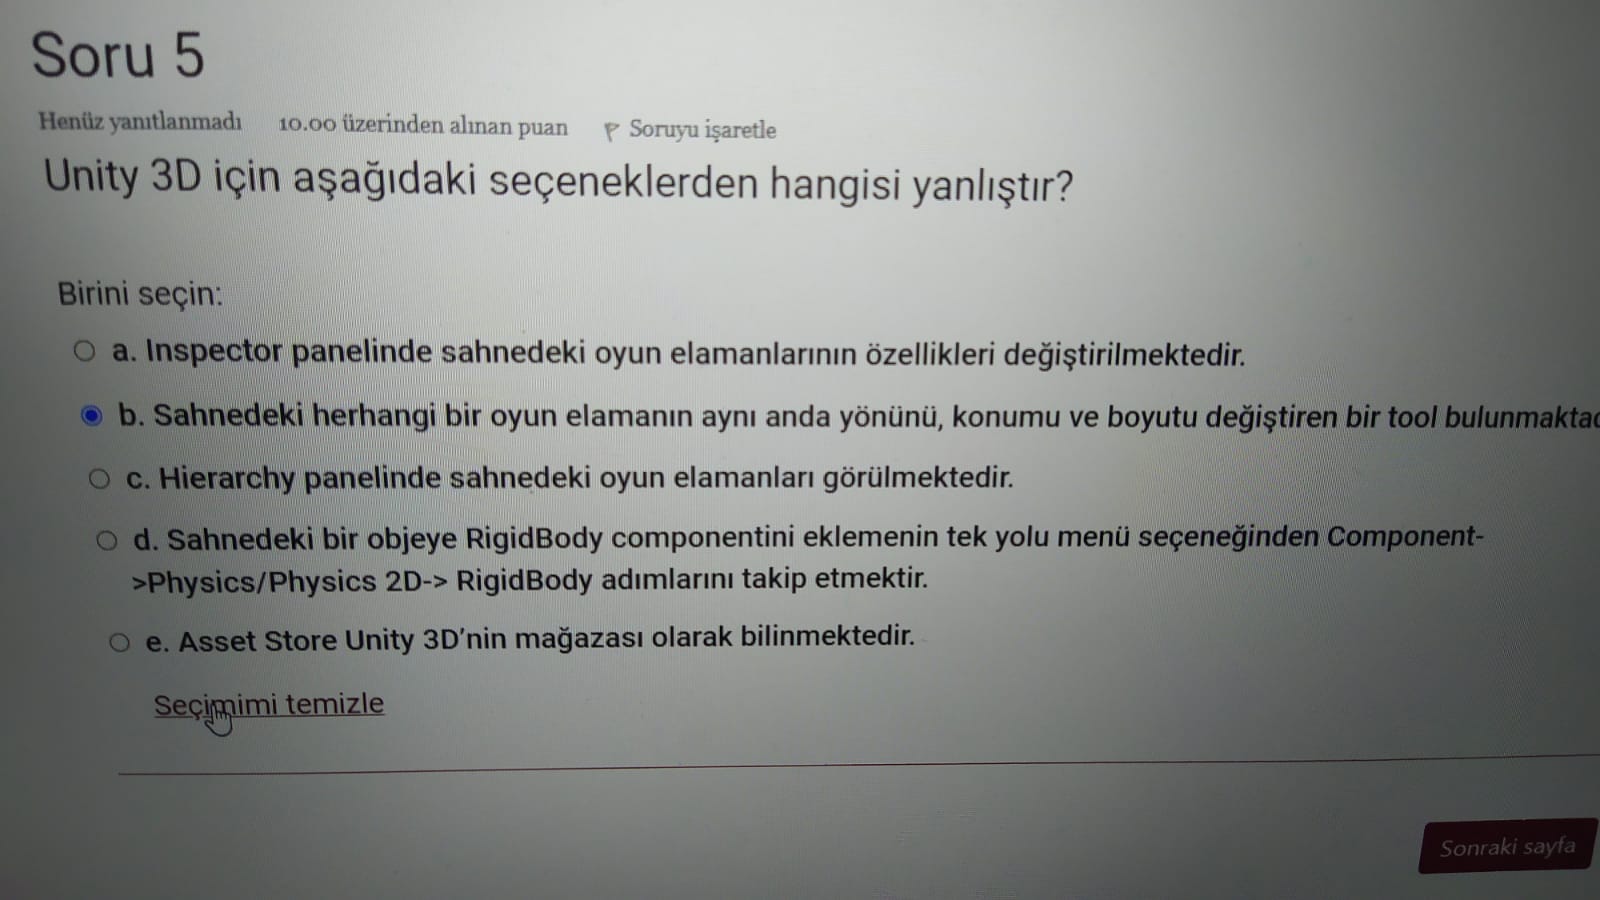 Soru 5
Henüz yanıtlanmadı 10.00 üzerinden alınan puan Soruyu işaretle
Unity 3D için aşağıdaki seçeneklerden hangisi yanlıştır?
Birini seçin:
a. Inspector panelinde sahnedeki oyun elamanlarının özellikleri değiştirilmektedir.
b. Sahnedeki herhangi bir oyun elamanın aynı anda yönünü, konumu ve boyutu değiştiren bir tool
c. Hierarchy panelinde sahnedeki oyun elamanları görülmektedir.
d. Sahnedeki bir objeye RigidBody componentini eklemenin tek yolu menü seçeneğinden Component-
>Physics/Physics 2D-> RigidBody adımlarını takip etmektir.
e. Asset Store Unity 3D'nin mağazası olarak bilinmektedir.
Seçimimi temizle
Sonraki sayfa